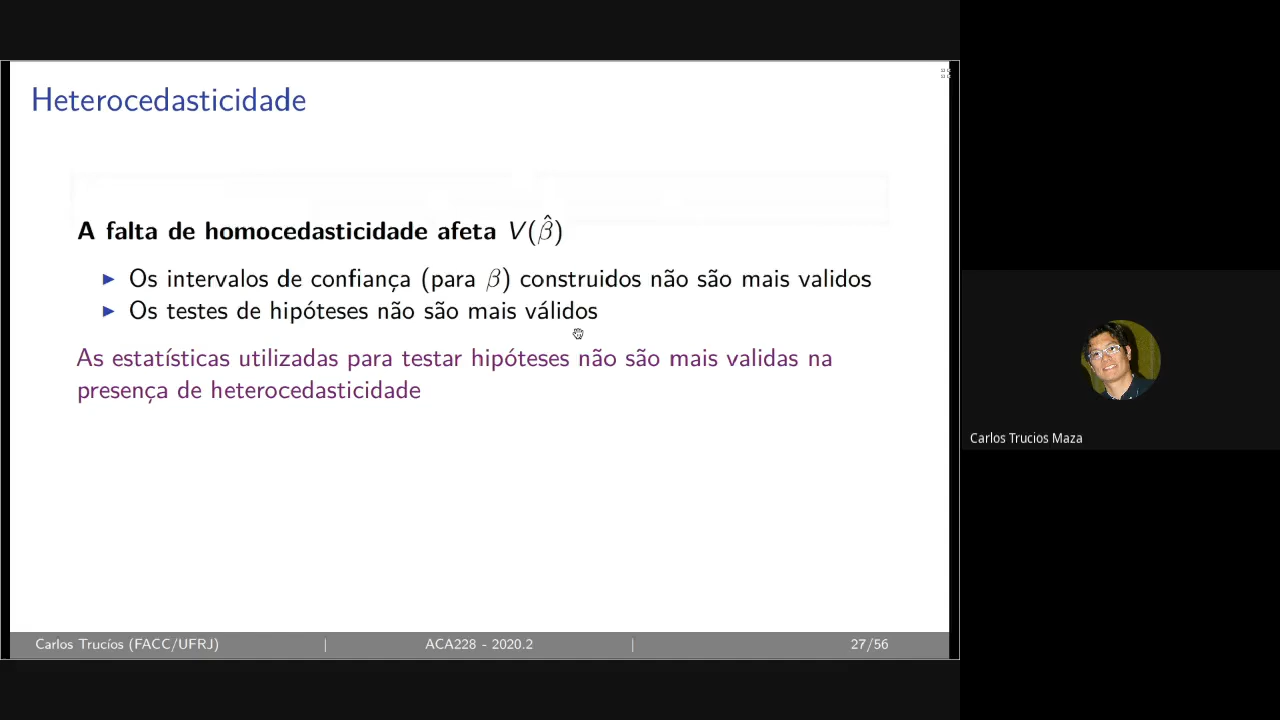 Heterocedasticidade
A falta de homocedasticidade afeta V(β̂)
▶ Os intervalos de confiança (para β) construidos não são mais validos
▶ Os testes de hipóteses não são mais válidos
As estatísticas utilizadas para testar hipóteses não são mais validas na
presença de heterocedasticidade
Carlos Trucíos (FACC/UFRJ) | ACA228 - 2020.2 | 27/56
Carlos Trucios Maza